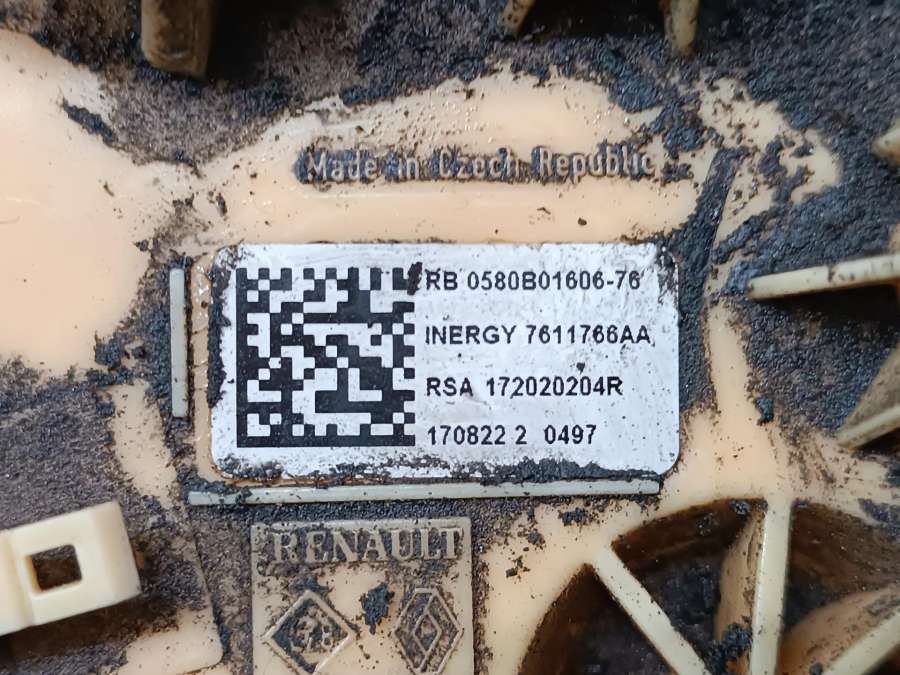 Made in Czech Republic
RB 0580B01606-76
INERGY 7611766AA
RSA 172020204R
170822 2 0497
RENAULT